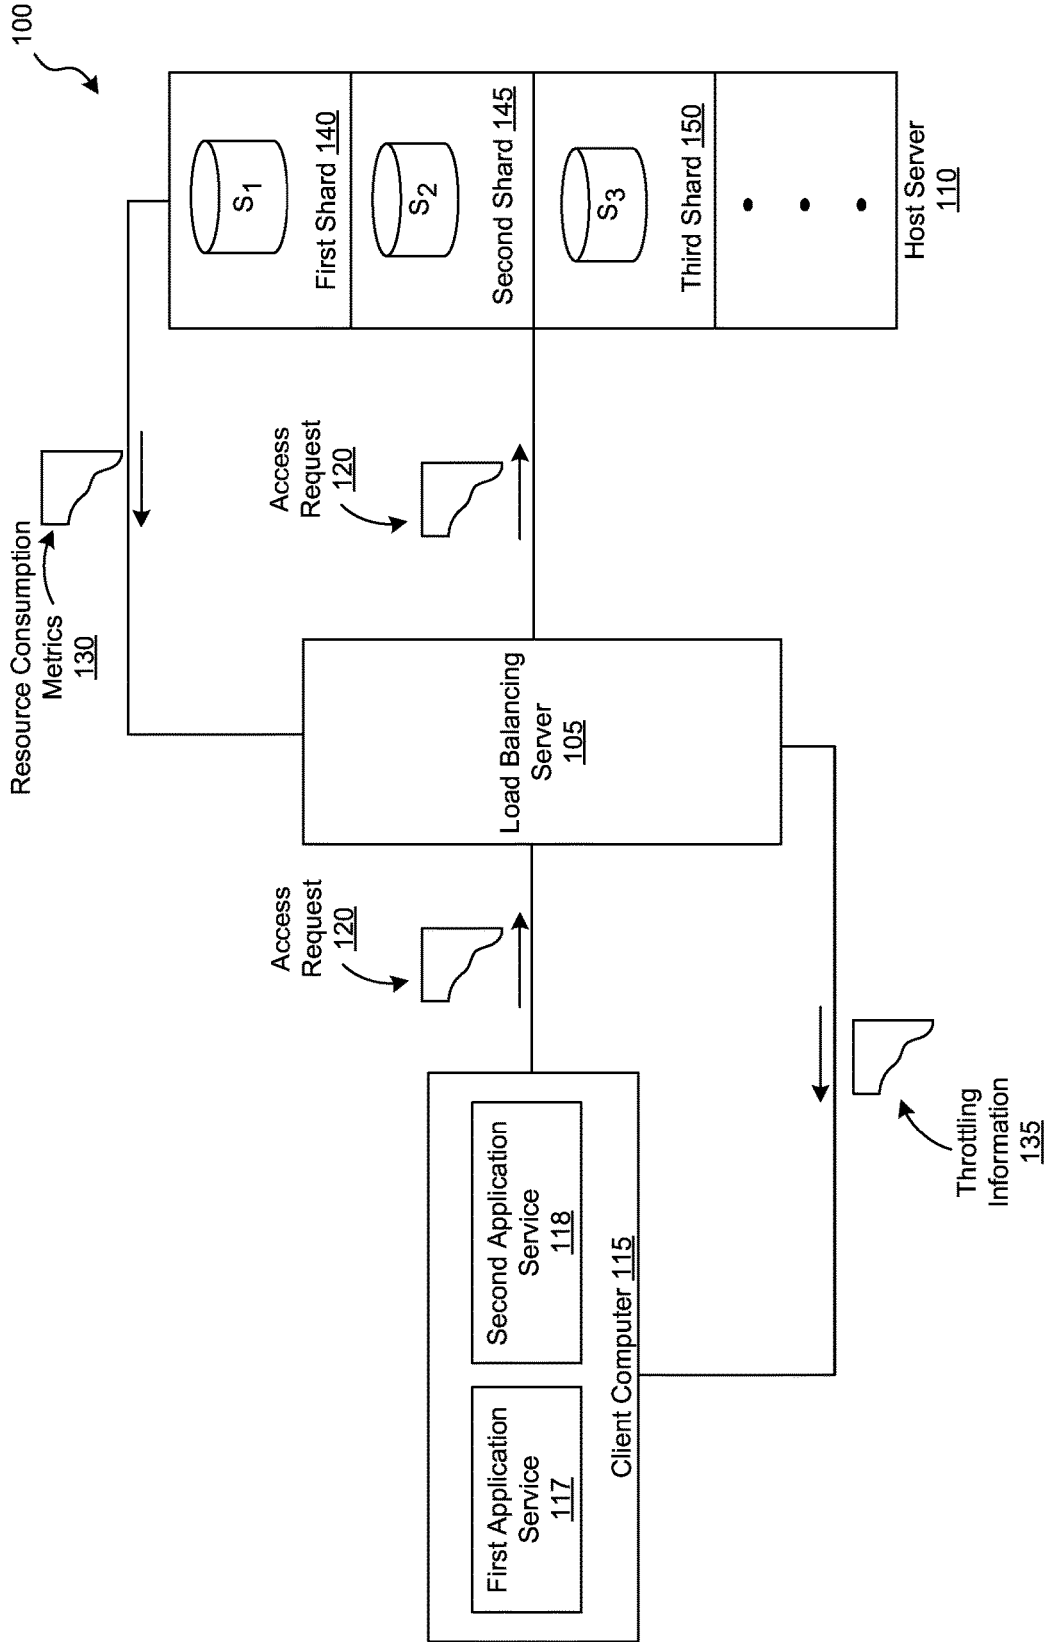 100
Resource Consumption
Metrics
130
Access
Request
120
Access
Request
120
First Application
Service
117
Second Application
Service
118
Client Computer 115
Load Balancing
Server
105
S1
First Shard 140
S2
Second Shard 145
S3
Third Shard 150
Host Server
110
Throttling
Information
135